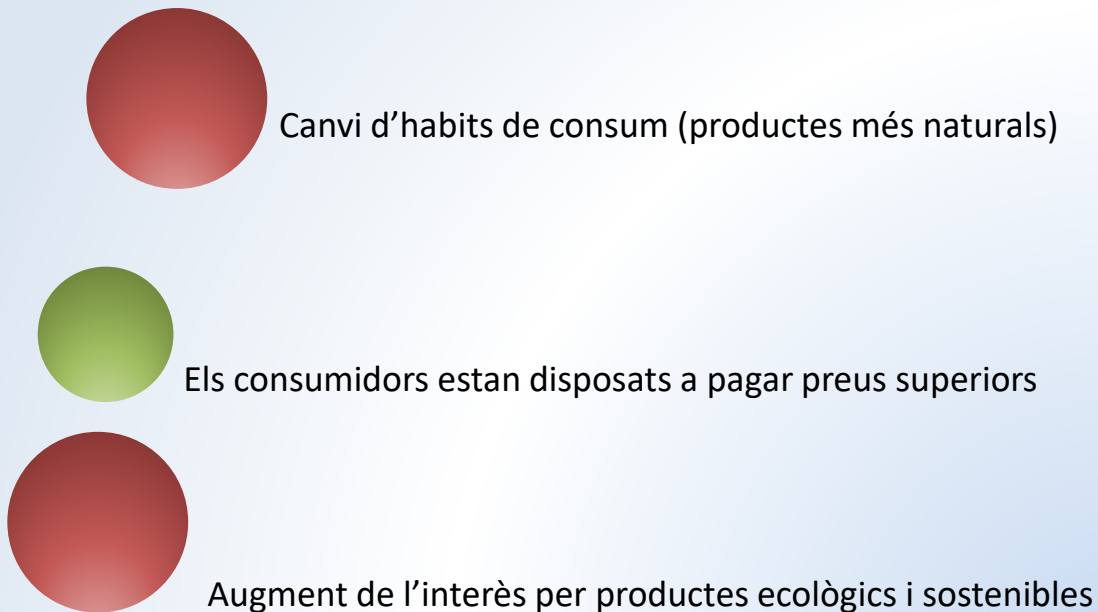 Canvi d’habits de consum (productes més naturals)
Els consumidors estan disposats a pagar preus superiors
Augment de l’interès per productes ecològics i sostenibles